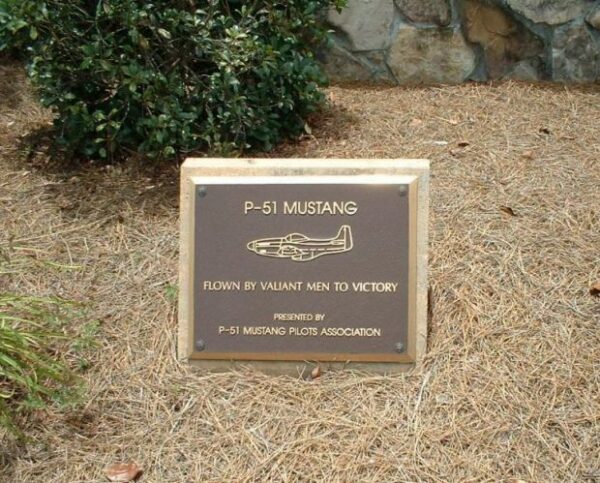 P-51 MUSTANG
FLOWN BY VALIANT MEN TO VICTORY
PRESENTED BY
P-51 MUSTANG PILOTS ASSOCIATION